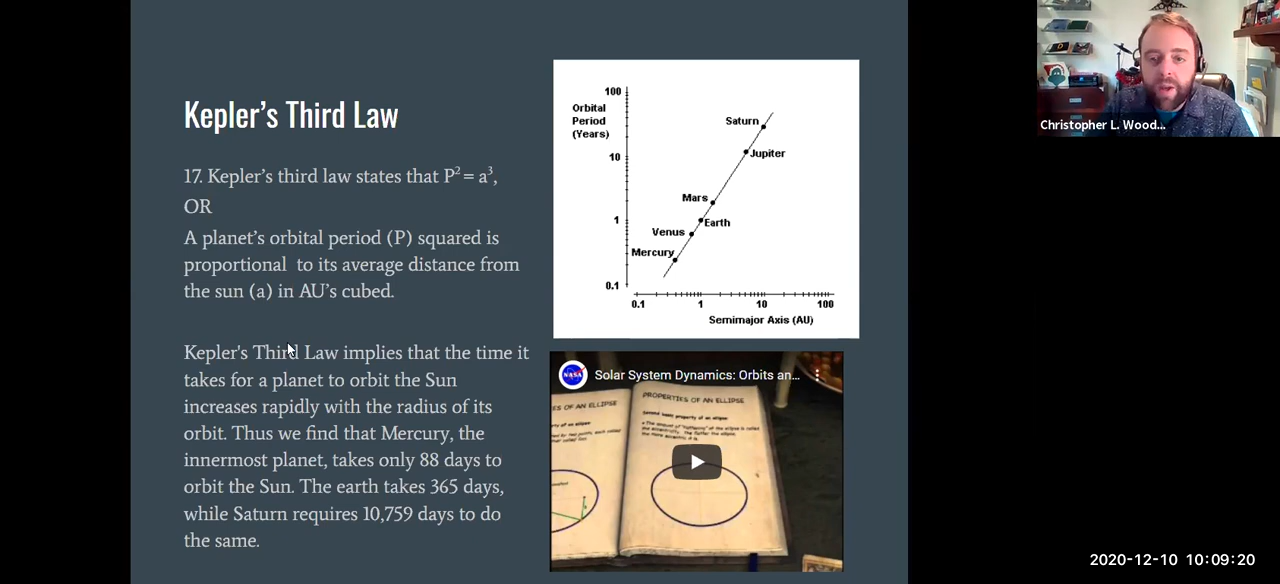 Kepler's Third Law
17. Kepler's third law states that P² = a³,
OR
A planet's orbital period (P) squared is
proportional to its average distance from
the sun (a) in AU's cubed.
Kepler's Third Law implies that the time it
takes for a planet to orbit the Sun
increases rapidly with the radius of its
orbit. Thus we find that Mercury, the
innermost planet, takes only 88 days to
orbit the Sun. The earth takes 365 days,
while Saturn requires 10,759 days to do
the same.
100
Orbital
Period
(Years)
10
1
0.1
Saturn
Jupiter
Mars
Earth
Venus
Mercury
0.1 1 10 100
Semimajor Axis (AU)
NASA
Solar System Dynamics: Orbits an...
ES OF AN ELLIPSE
PROPERTIES OF AN ELLIPSE
Christopher L. Wood...
2020-12-10 10:09:20